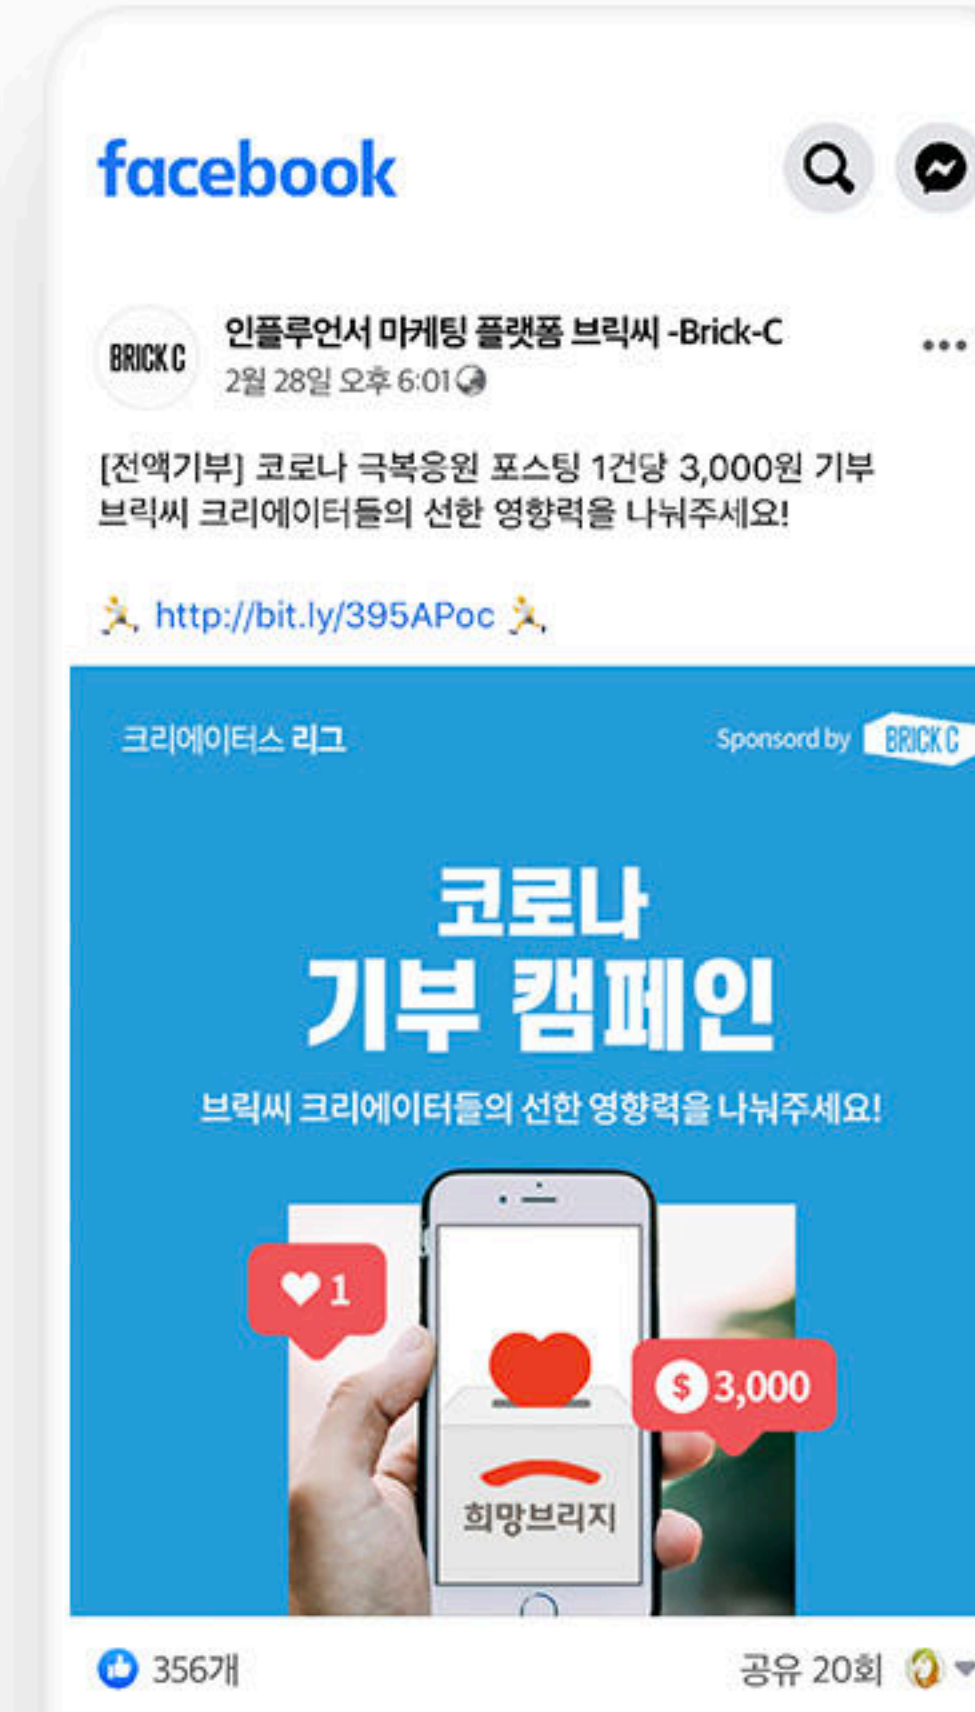 facebook
BRICK C
인플루언서 마케팅 플랫폼 브릭씨 -Brick-C
2월 28일 오후 6:01
[전액기부] 코로나 극복응원 포스팅 1건당 3,000원 기부
브릭씨 크리에이터들의 선한 영향력을 나눠주세요!
http://bit.ly/395APoc
크리에이터스 리그
Sponsord by BRICK C
코로나
기부 캠페인
브릭씨 크리에이터들의 선한 영향력을 나눠주세요!
1
$ 3,000
희망브리지
356개
공유 20회